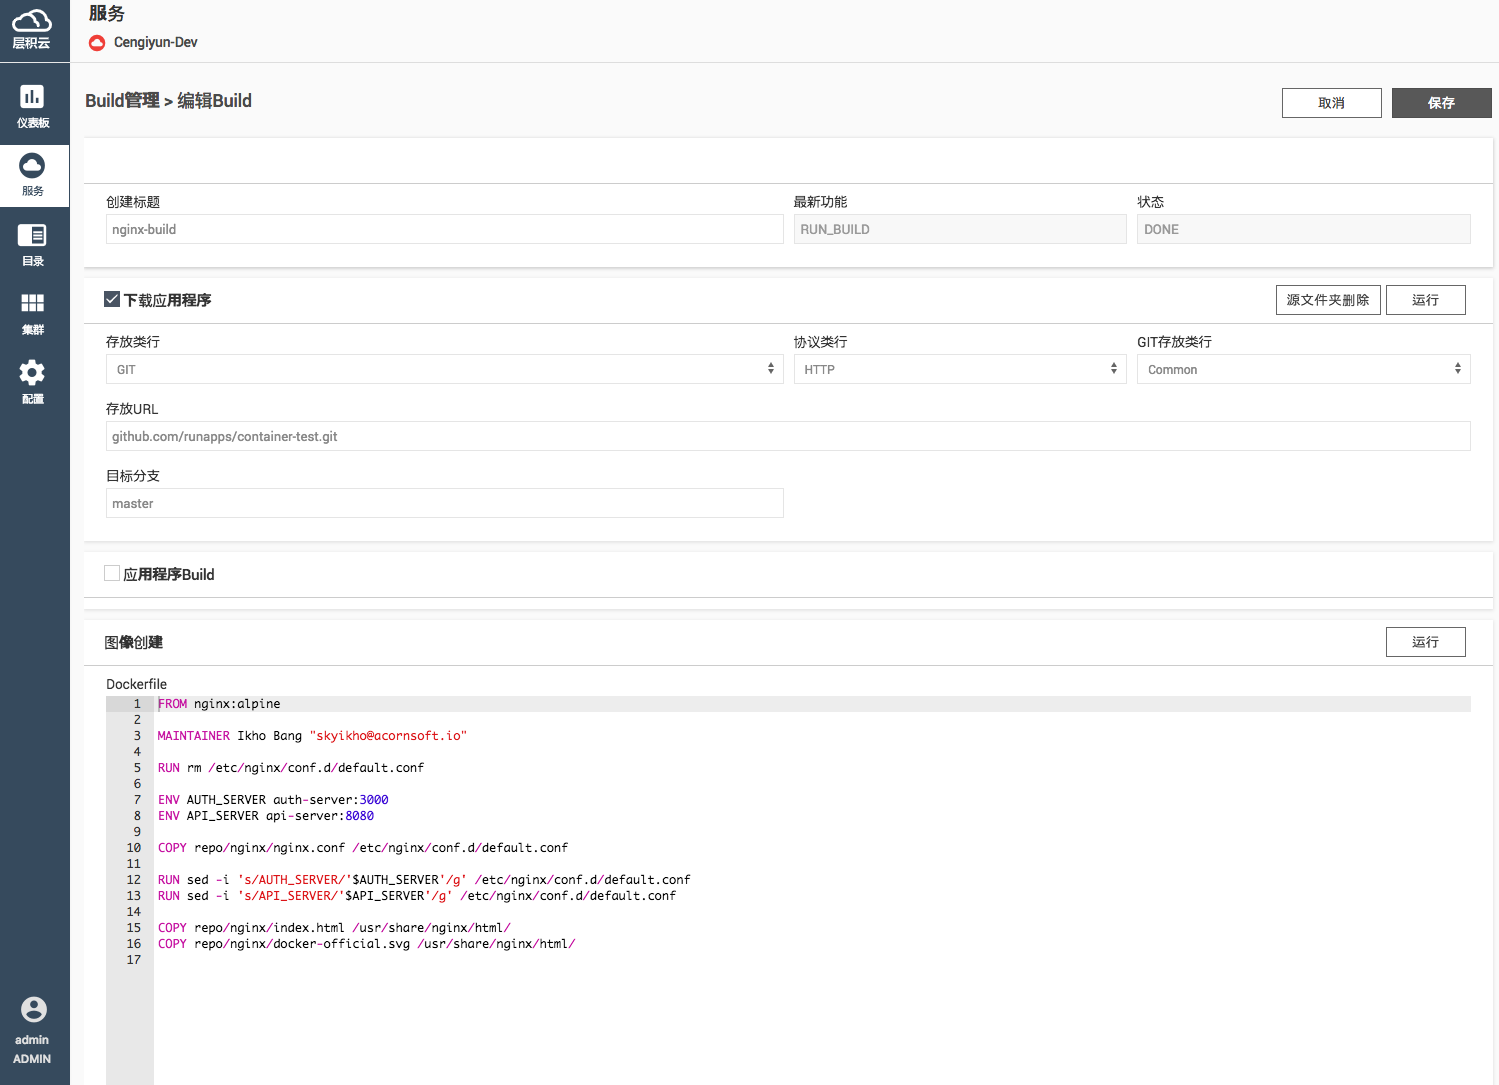 层积云
服务
Cengiyun-Dev
仪表板
服务
目录
集群
配置
admin
ADMIN
Build管理 > 编辑Build
取消
保存
创建标题
最新功能
状态
nginx-build
RUN_BUILD
DONE
下载应用程序
源文件夹删除
运行
存放类行
协议类行
GIT存放类行
GIT
HTTP
Common
存放URL
github.com/runapps/container-test.git
目标分支
master
应用程序Build
图像创建
运行
Dockerfile
1 FROM nginx:alpine
2
3 MAINTAINER Ikho Bang "skyikho@acornsoft.io"
4
5 RUN rm /etc/nginx/conf.d/default.conf
6
7 ENV AUTH_SERVER auth-server:3000
8 ENV API_SERVER api-server:8080
9
10 COPY repo/nginx/nginx.conf /etc/nginx/conf.d/default.conf
11
12 RUN sed -i 's/AUTH_SERVER/'$AUTH_SERVER'/g' /etc/nginx/conf.d/default.conf
13 RUN sed -i 's/API_SERVER/'$API_SERVER'/g' /etc/nginx/conf.d/default.conf
14
15 COPY repo/nginx/index.html /usr/share/nginx/html/
16 COPY repo/nginx/docker-official.svg /usr/share/nginx/html/
17